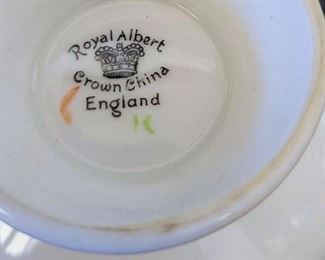 Royal Albert
Crown China
England
K